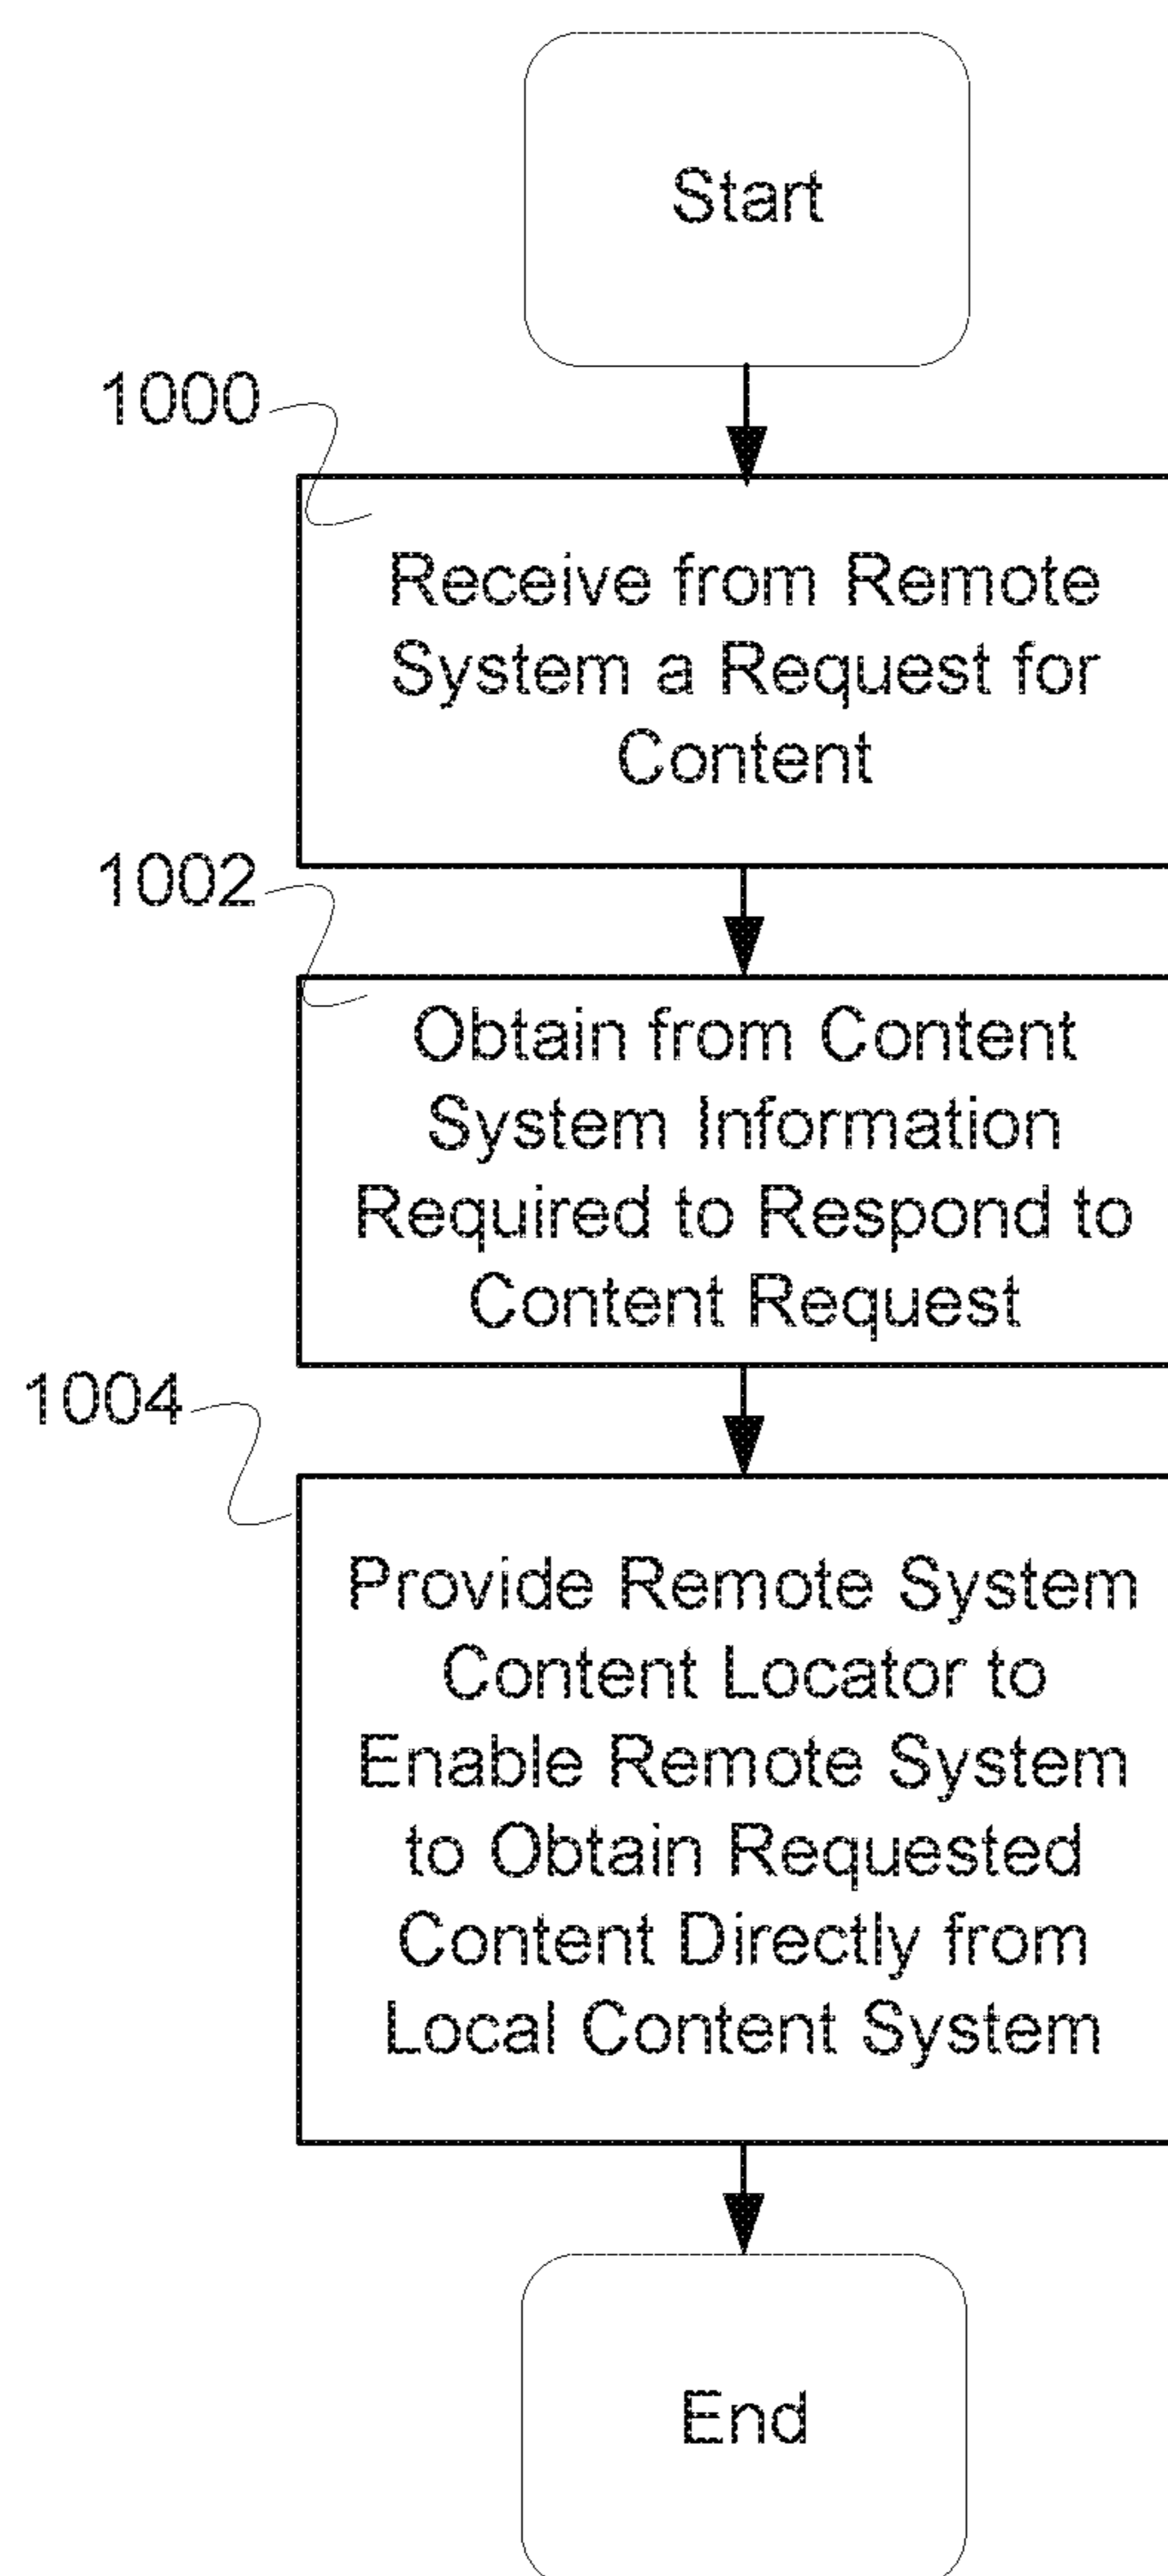 Start
1000
Receive from Remote
System a Request for
Content
1002
Obtain from Content
System Information
Required to Respond to
Content Request
1004
Provide Remote System
Content Locator to
Enable Remote System
to Obtain Requested
Content Directly from
Local Content System
End